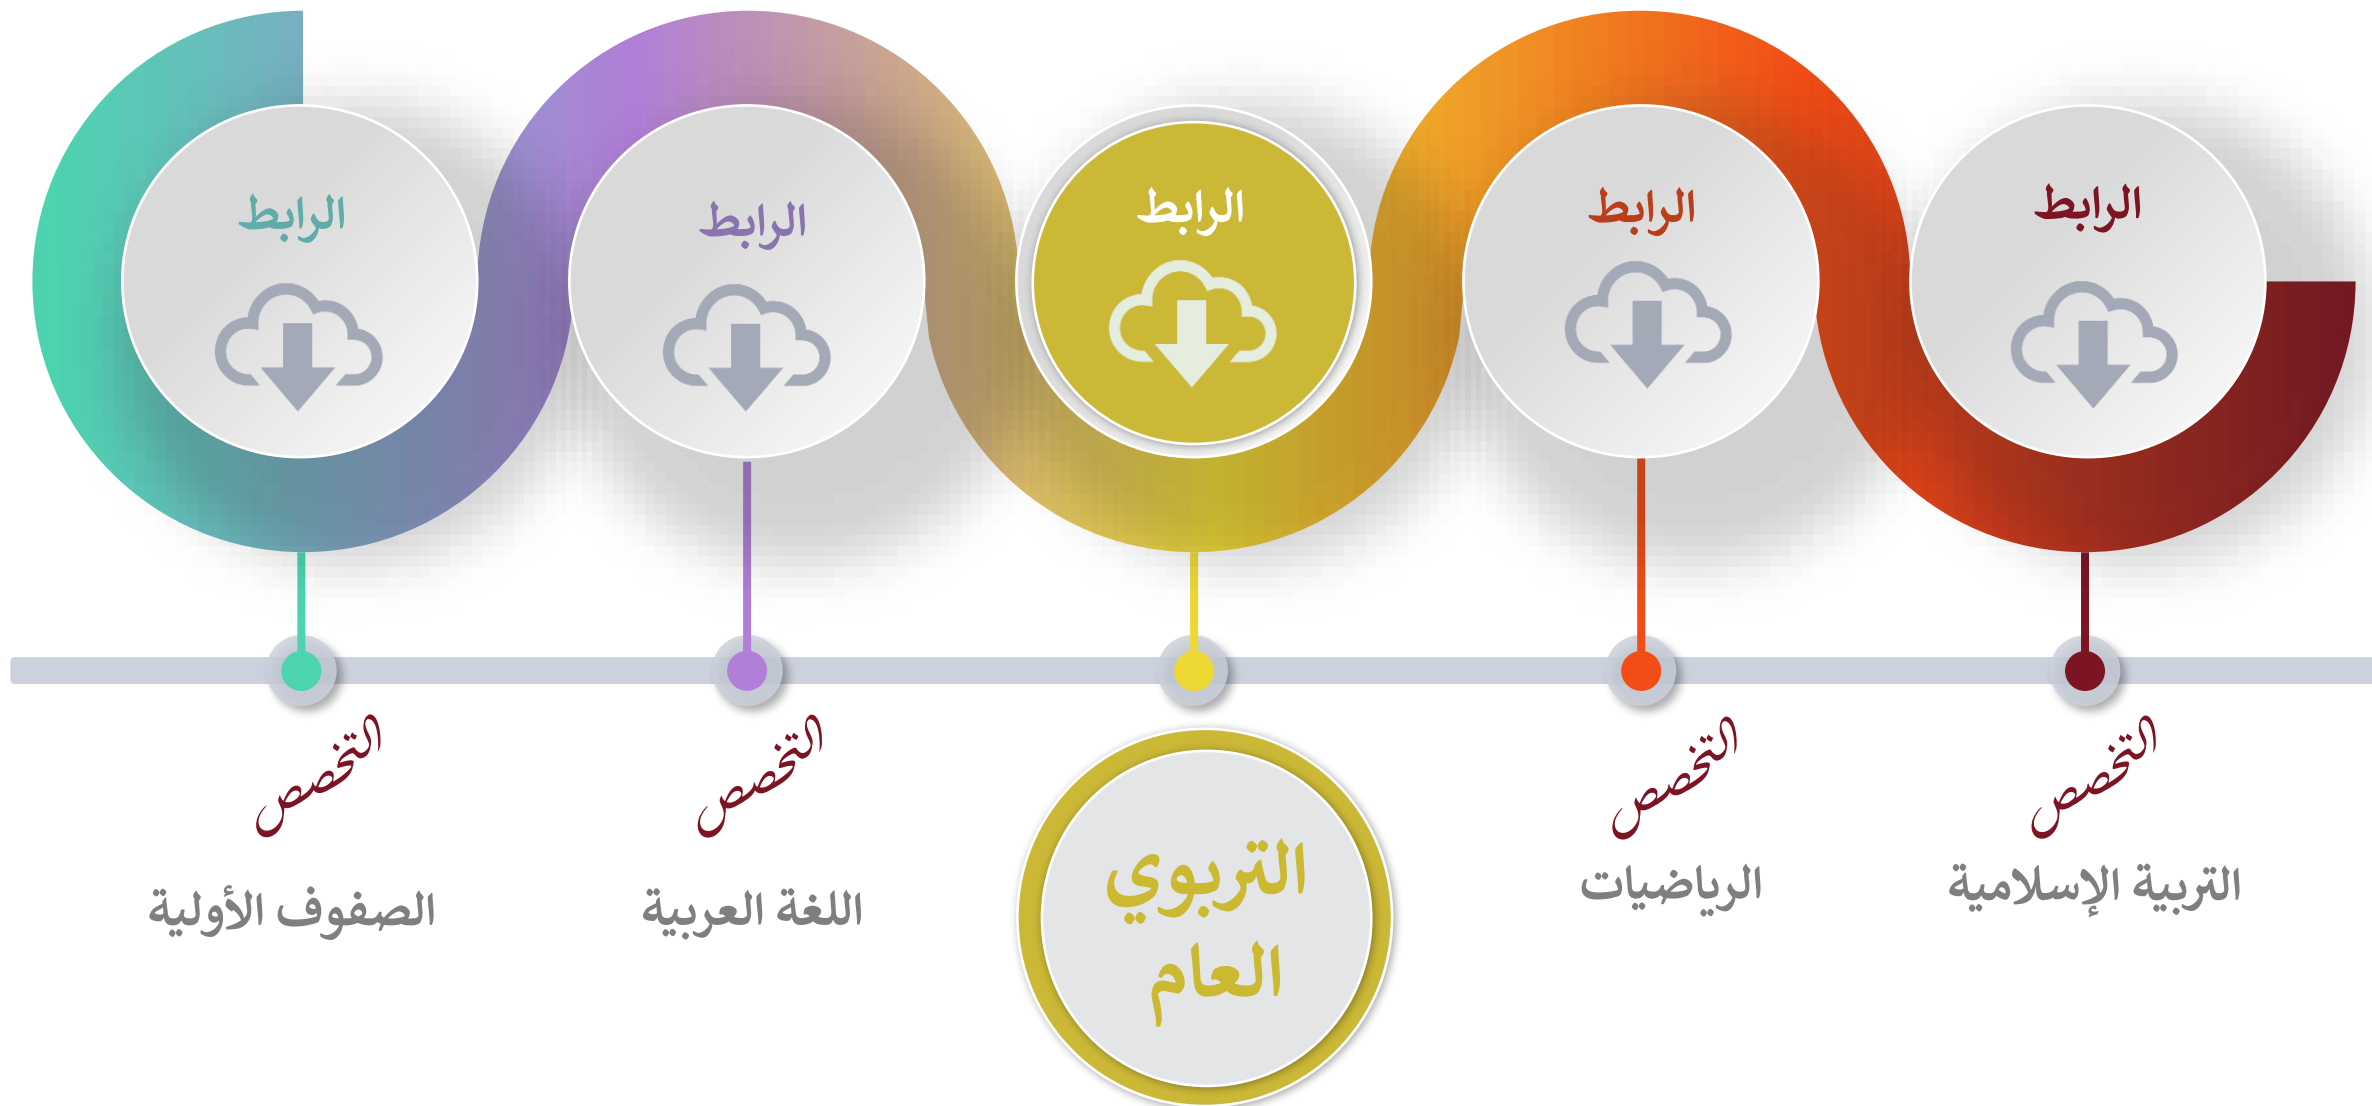 الرابط
الرابط
الرابط
الرابط
الرابط
التخصص
التخصص
التخصص
التخصص
التربية الإسلامية
الرياضيات
التربوي
العام
اللغة العربية
الصفوف الأولية